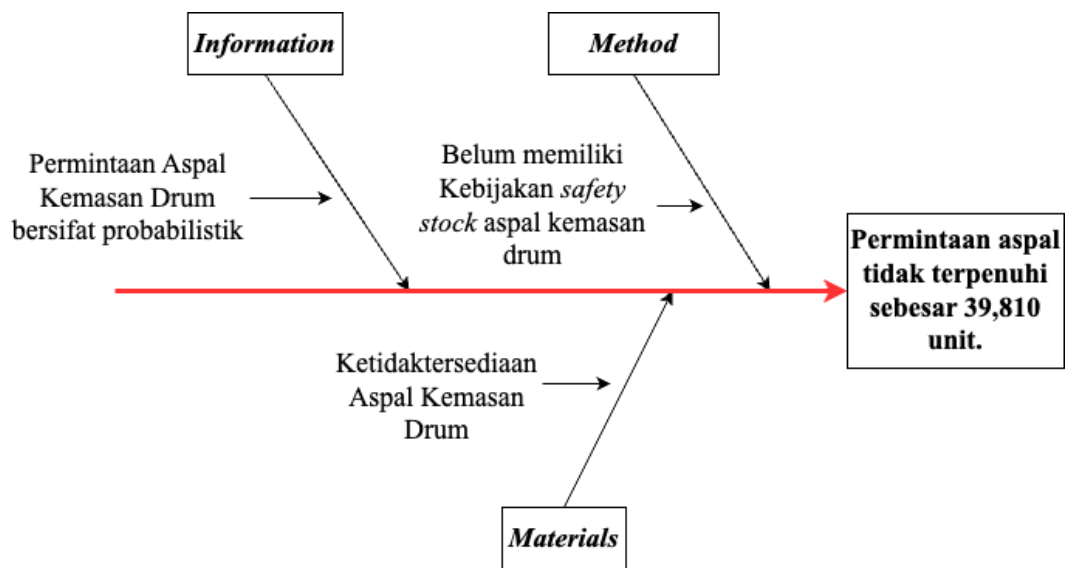 Information
Method
Permintaan Aspal
Kemasan Drum
bersifat probabilistik
Belum memiliki
Kebijakan safety
stock aspal kemasan
drum
Permintaan aspal
tidak terpenuhi
sebesar 39,810
unit.
Ketidaktersediaan
Aspal Kemasan
Drum
Materials